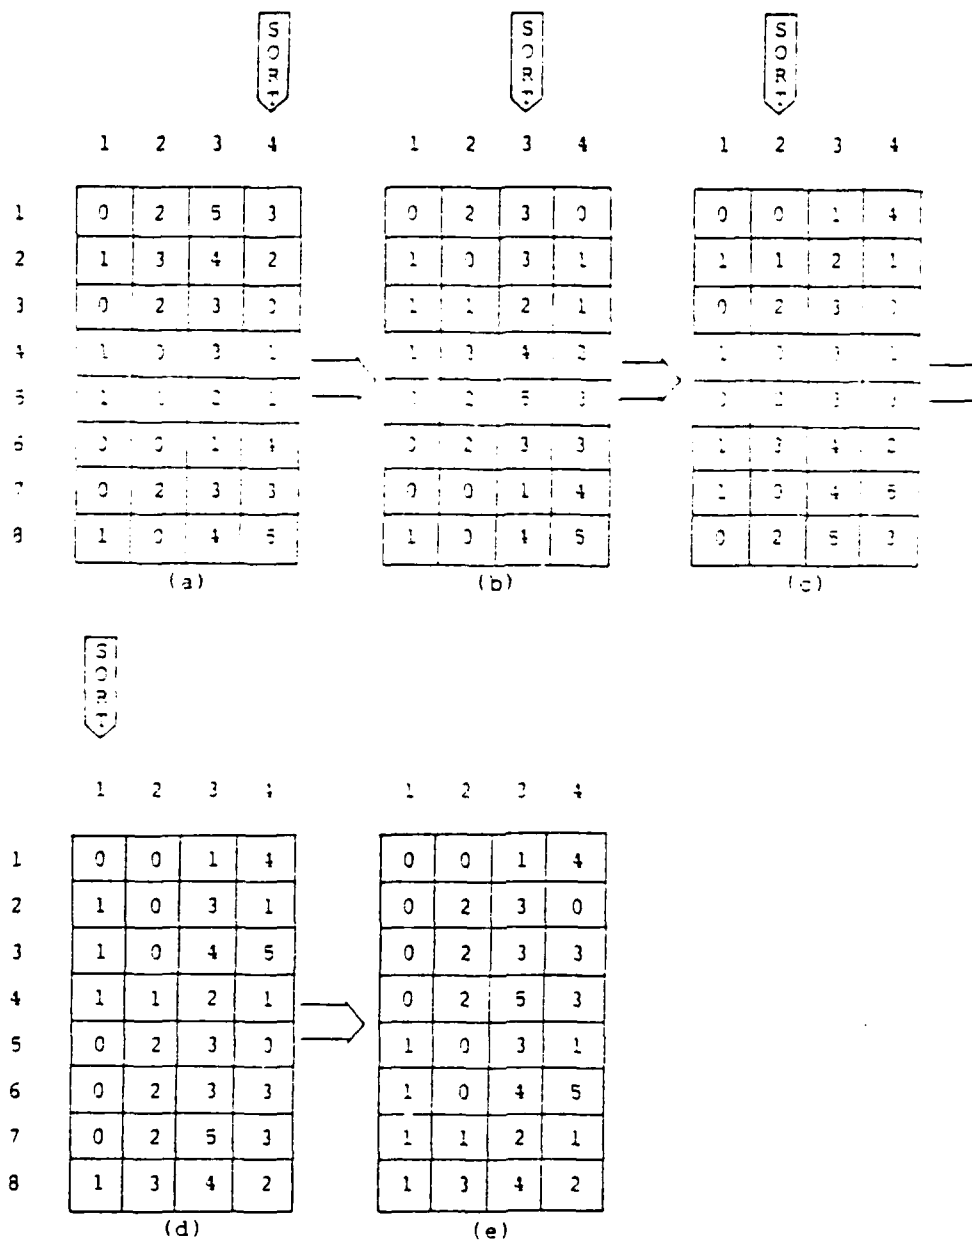 SORT SORT SORT
1 2 3 4 1 2 3 4 1 2 3 4
1 0 2 5 3 0 2 3 0 0 0 1 4
2 1 3 4 2 1 0 3 1 1 1 2 1
3 0 2 3 0 1 1 2 1 0 2 3 0
4 1 0 3 1 1 3 4 2 1 0 3 1
5 1 1 2 1 2 5 3 0 2 3 3
6 0 0 1 4 0 2 3 3 1 3 4 2
7 0 2 3 3 0 0 1 4 1 0 4 5
8 1 0 4 5 1 0 4 5 0 2 5 3
(a) (b) (c)
SORT
1 2 3 4 1 2 3 4
1 0 0 1 4 0 0 1 4
2 1 0 3 1 0 2 3 0
3 1 0 4 5 0 2 3 3
4 1 1 2 1 0 2 5 3
5 0 2 3 0 1 0 3 1
6 0 2 3 3 1 0 4 5
7 0 2 5 3 1 1 2 1
8 1 3 4 2 1 3 4 2
(d) (e)